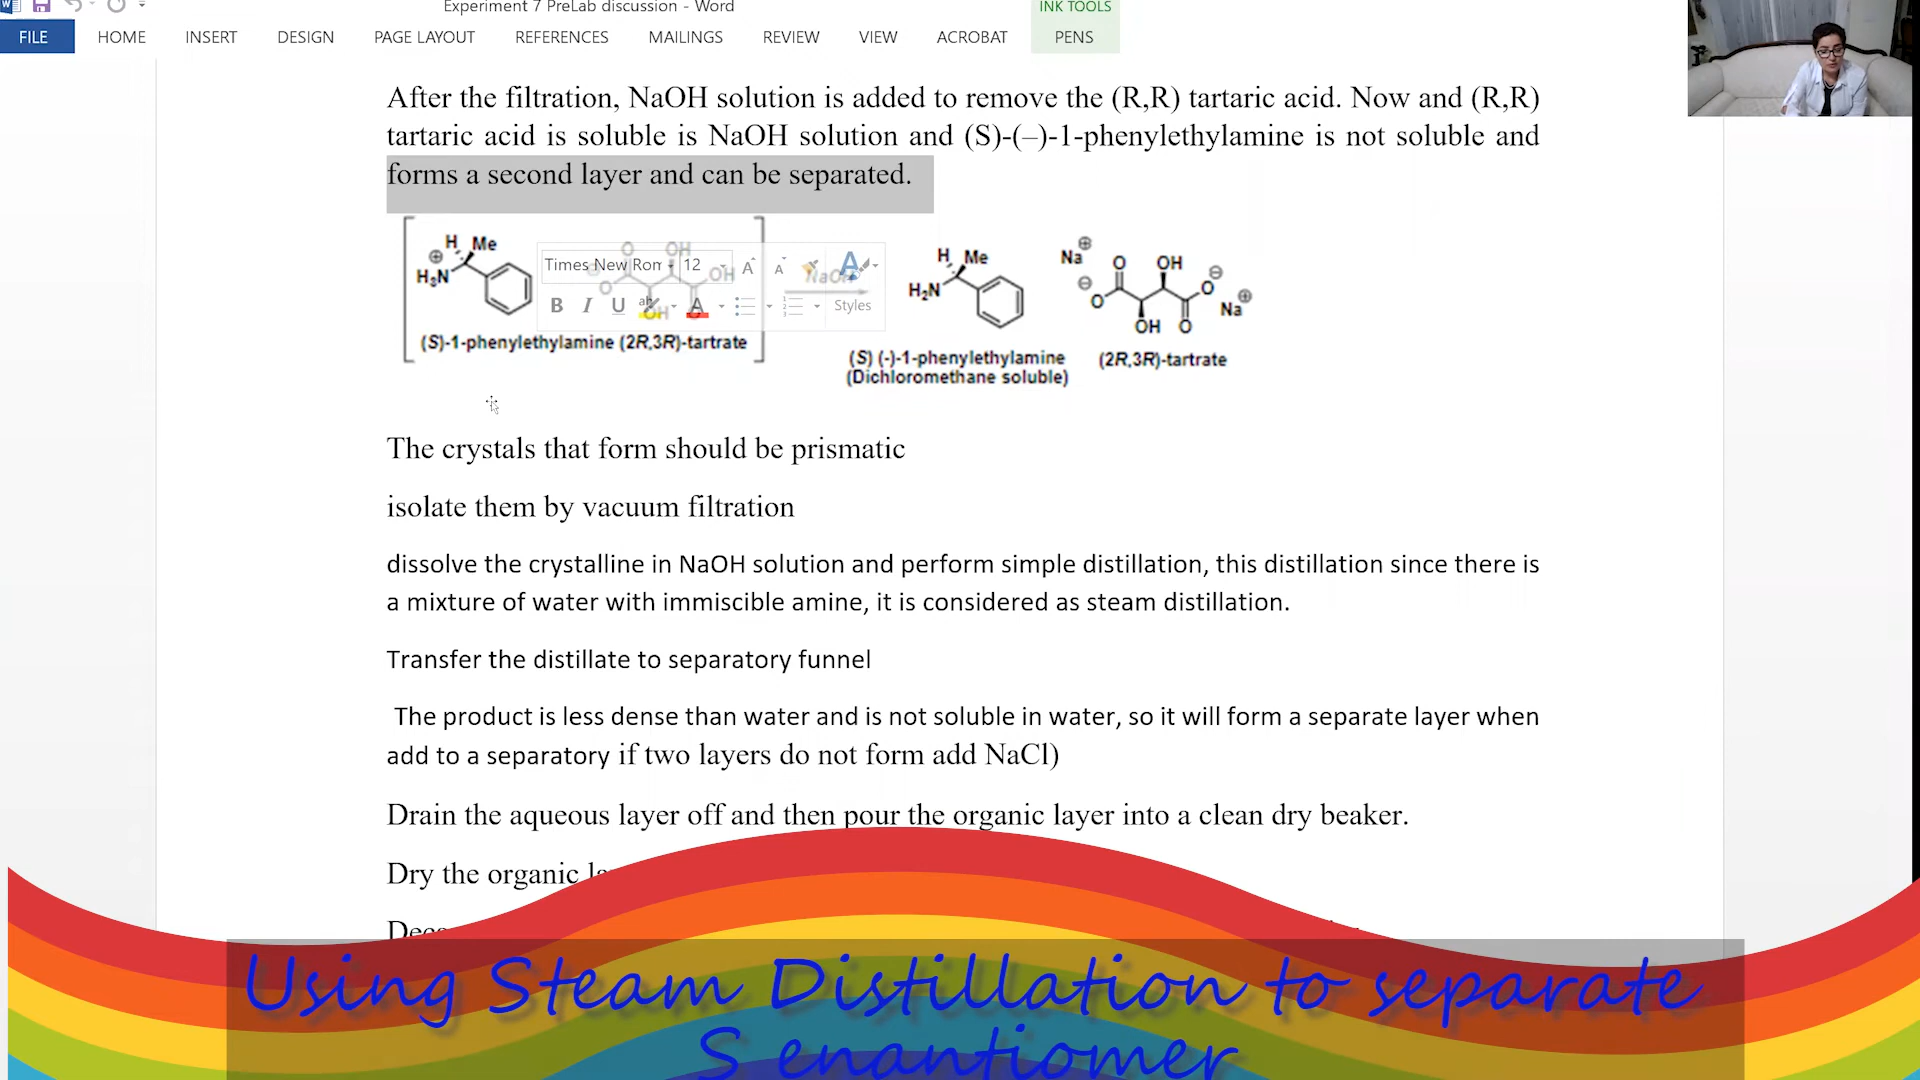 Experiment 7 PreLab discussion - Word
INK TOOLS
FILE HOME INSERT DESIGN PAGE LAYOUT REFERENCES MAILINGS REVIEW VIEW ACROBAT PENS
After the filtration, NaOH solution is added to remove the (R,R) tartaric acid. Now and (R,R)
tartaric acid is soluble is NaOH solution and (S)-(–)-1-phenylethylamine is not soluble and
forms a second layer and can be separated.
H Me
⊕
H3N
O OH
O OH
OH
Times New Ron 12 A A
B I U ab A Styles
NaOH
H Me
H2N
Na⊕
O OH ⊖
⊖ O O Na⊕
OH O
(S)-1-phenylethylamine (2R,3R)-tartrate
(S) (-)-1-phenylethylamine
(Dichloromethane soluble)
(2R,3R)-tartrate
The crystals that form should be prismatic
isolate them by vacuum filtration
dissolve the crystalline in NaOH solution and perform simple distillation, this distillation since there is
a mixture of water with immiscible amine, it is considered as steam distillation.
Transfer the distillate to separatory funnel
The product is less dense than water and is not soluble in water, so it will form a separate layer when
add to a separatory if two layers do not form add NaCl)
Drain the aqueous layer off and then pour the organic layer into a clean dry beaker.
Dry the organic
Using Steam Distillation to separate
S enantiomer